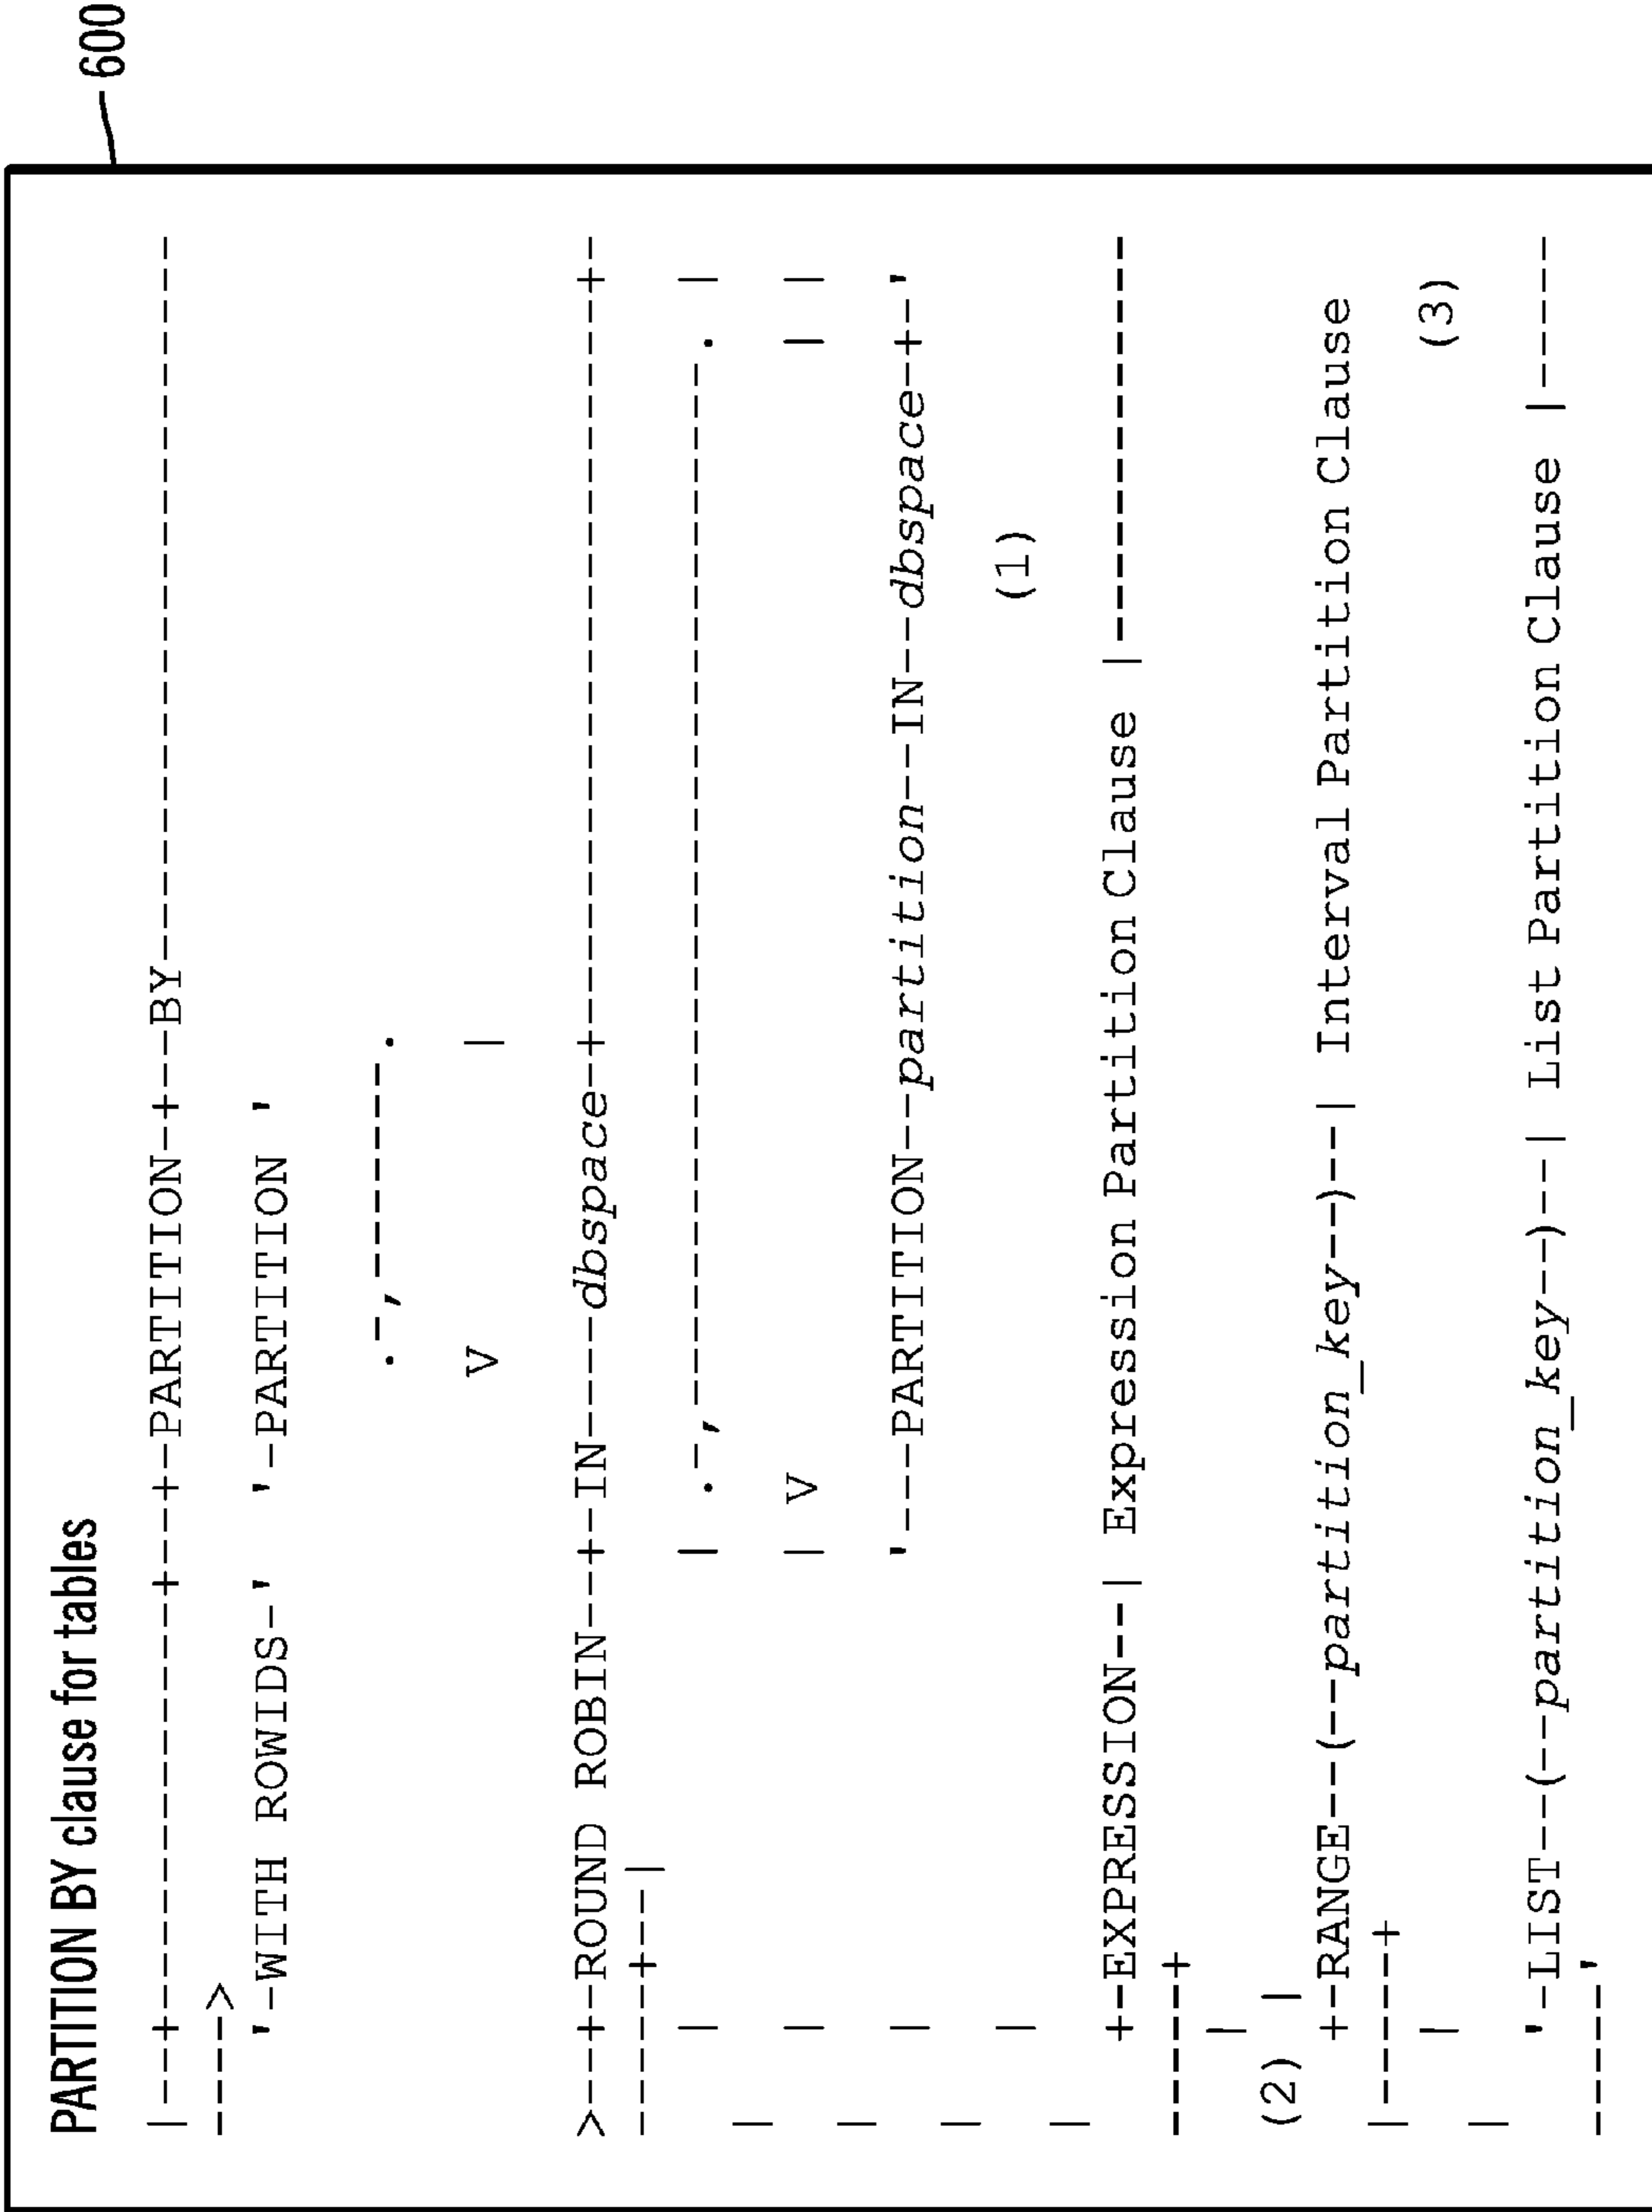 600
PARTITION BY clause for tables
|--+-------------+--+-PARTITION-+--BY-----------------------
---->
   '-WITH ROWIDS-'  '-PARTITION '
                        .-,-------.
                        V         |
>--+-ROUND ROBIN--+-IN----dbspace-+-----------------------+-
------+--|
   |              | .-,---------------------------------. |
|  |              | V                                   | |
|  |              '---PARTITION--partition--IN--dbspace-+-'
|  |                                             (1)
+-EXPRESSION--| Expression Partition Clause |-------------
------+
(2) | |
+-RANGE--(--partition_key--)--| Interval Partition Clause
| -----+
| | (3)
'-LIST--(--partition_key--)--| List Partition Clause |-----
-----'